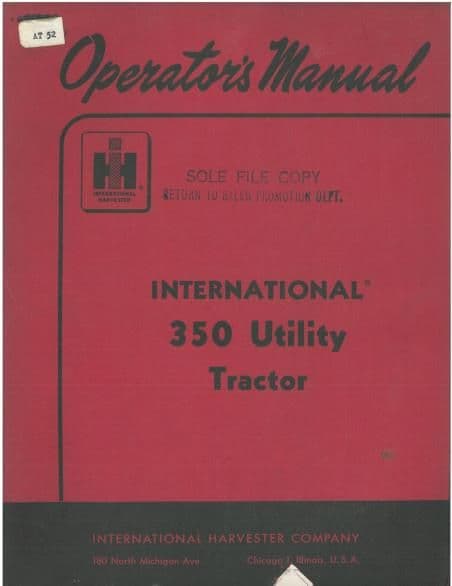 AT 52
Operator's Manual
IH
INTERNATIONAL
HARVESTER
®
SOLE FILE COPY
RETURN TO SALES PROMOTION DEPT.
INTERNATIONAL®
350 Utility
Tractor
INTERNATIONAL HARVESTER COMPANY
180 North Michigan Ave
Chicago 1, Illinois, U.S.A.